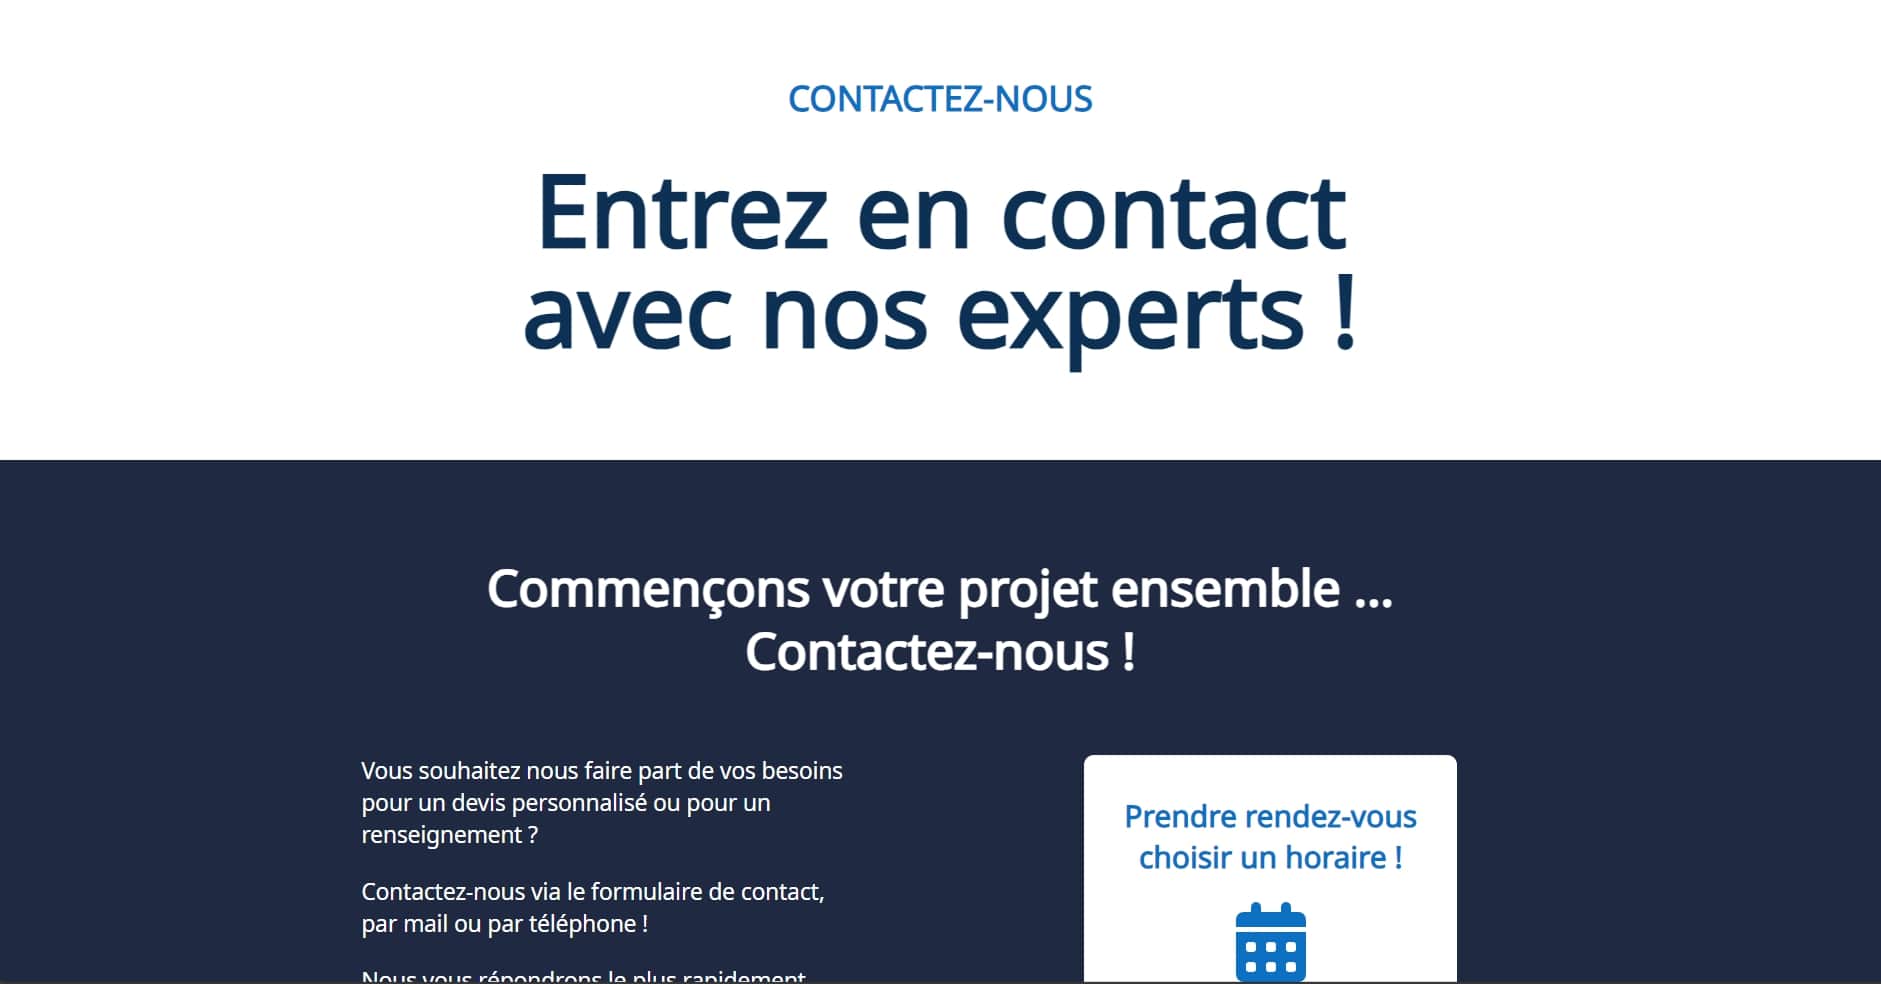 CONTACTEZ-NOUS
Entrez en contact
avec nos experts !
Commençons votre projet ensemble ...
Contactez-nous !
Vous souhaitez nous faire part de vos besoins
pour un devis personnalisé ou pour un
renseignement ?
Contactez-nous via le formulaire de contact,
par mail ou par téléphone !
Nous vous répondrons le plus rapidement
Prendre rendez-vous
choisir un horaire !